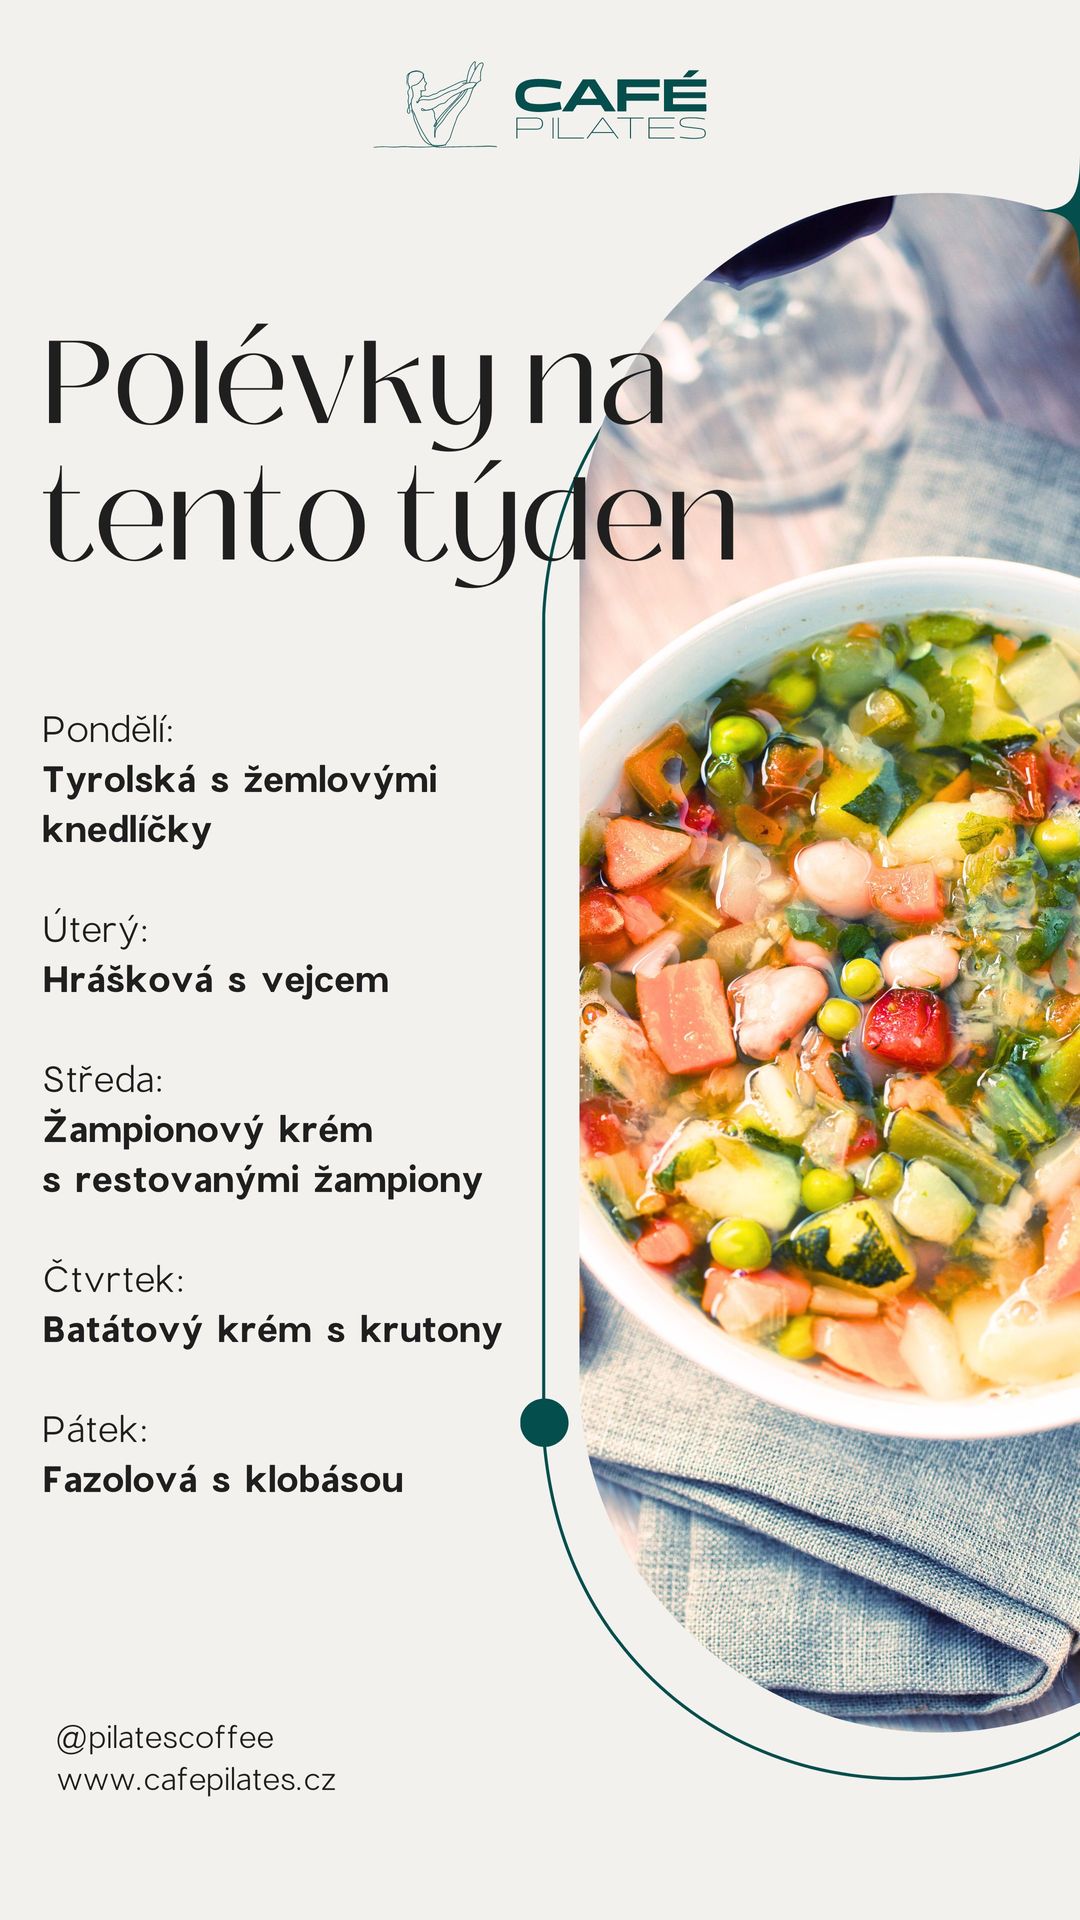 CAFÉ
PILATES
Polévky na
tento týden
Pondělí:
Tyrolská s žemlovými
knedlíčky
Úterý:
Hrášková s vejcem
Středa:
Žampionový krém
s restovanými žampiony
Čtvrtek:
Batátový krém s krutony
Pátek:
Fazolová s klobásou
@pilatescoffee
www.cafepilates.cz